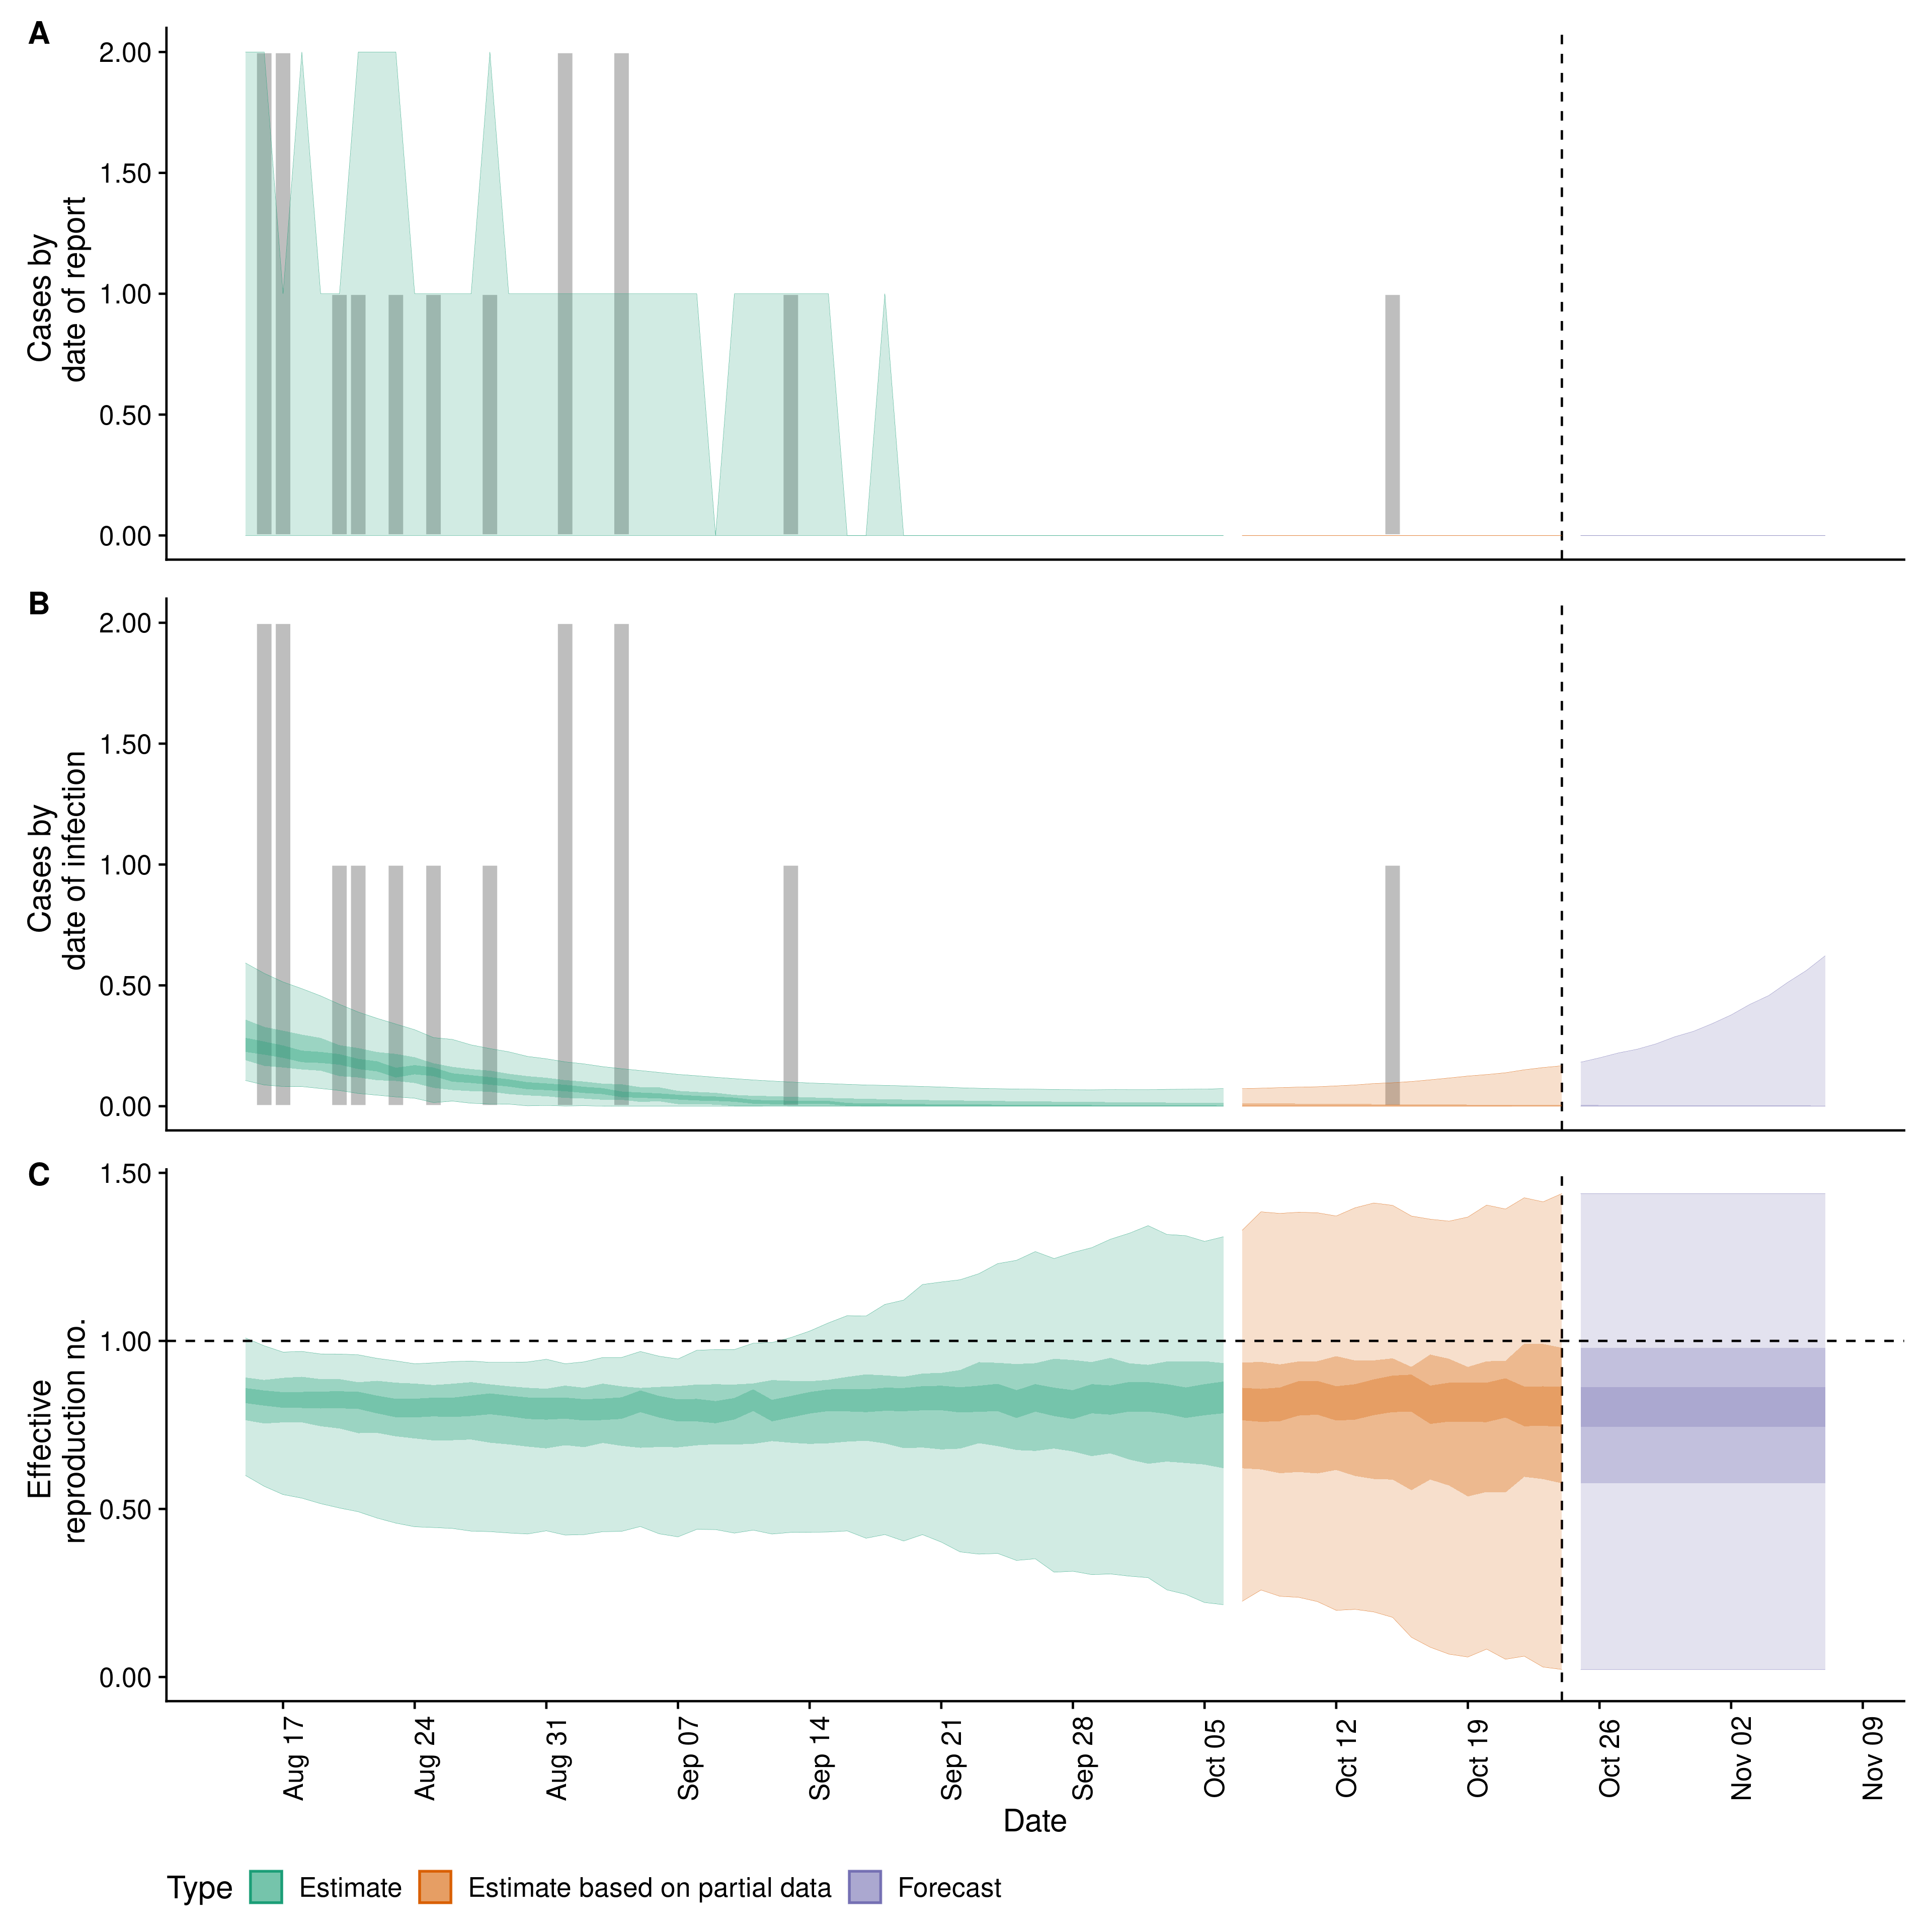 A
2.00
1.50
1.00
0.50
0.00
Cases by
date of report
B
2.00
1.50
1.00
0.50
0.00
Cases by
date of infection
C
1.50
1.00
0.50
0.00
Effective
reproduction no.
Aug 17
Aug 24
Aug 31
Sep 07
Sep 14
Sep 21
Sep 28
Oct 05
Oct 12
Oct 19
Oct 26
Nov 02
Nov 09
Date
Type Estimate Estimate based on partial data Forecast